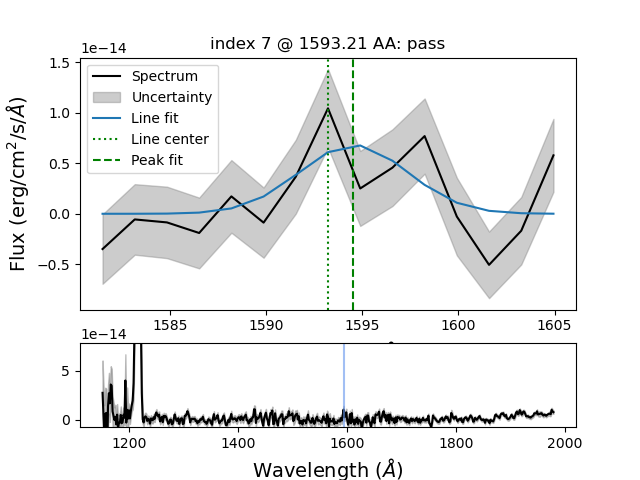 index 7 @ 1593.21 AA: pass
1e−14
Spectrum
Uncertainty
Line fit
Line center
Peak fit
1.5
1.0
0.5
0.0
−0.5
Flux (erg/cm²/s/Å)
1585 1590 1595 1600 1605
1e−14
5
0
1200 1400 1600 1800 2000
Wavelength (Å)